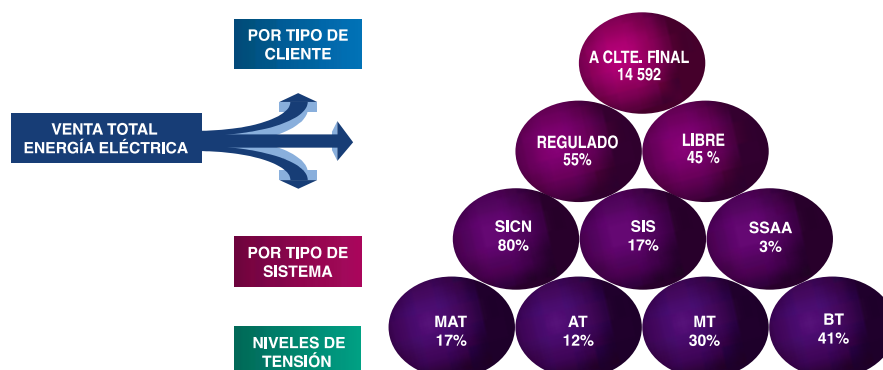 POR TIPO DE
CLIENTE
A CLTE. FINAL
14 592
VENTA TOTAL
ENERGÍA ELÉCTRICA
REGULADO
55%
LIBRE
45 %
POR TIPO DE
SISTEMA
SICN
80%
SIS
17%
SSAA
3%
NIVELES DE
TENSIÓN
MAT
17%
AT
12%
MT
30%
BT
41%